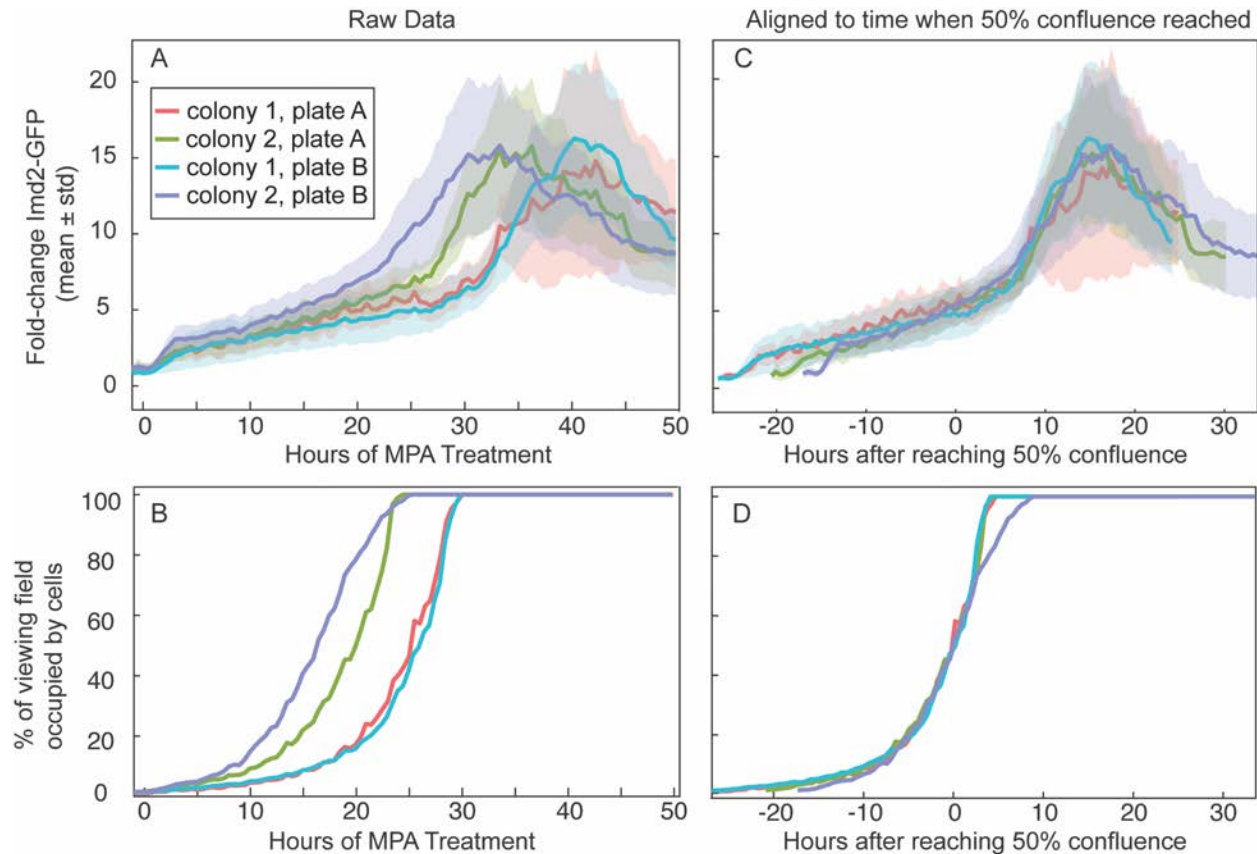 Raw Data
Aligned to time when 50% confluence reached
A
C
Fold-change Imd2-GFP
(mean ± std)
20
15
10
5
0
colony 1, plate A
colony 2, plate A
colony 1, plate B
colony 2, plate B
0 10 20 30 40 50
Hours of MPA Treatment
-20 -10 0 10 20 30
Hours after reaching 50% confluence
B
D
% of viewing field
occupied by cells
100
80
60
40
20
0
0 10 20 30 40 50
Hours of MPA Treatment
-20 -10 0 10 20 30
Hours after reaching 50% confluence